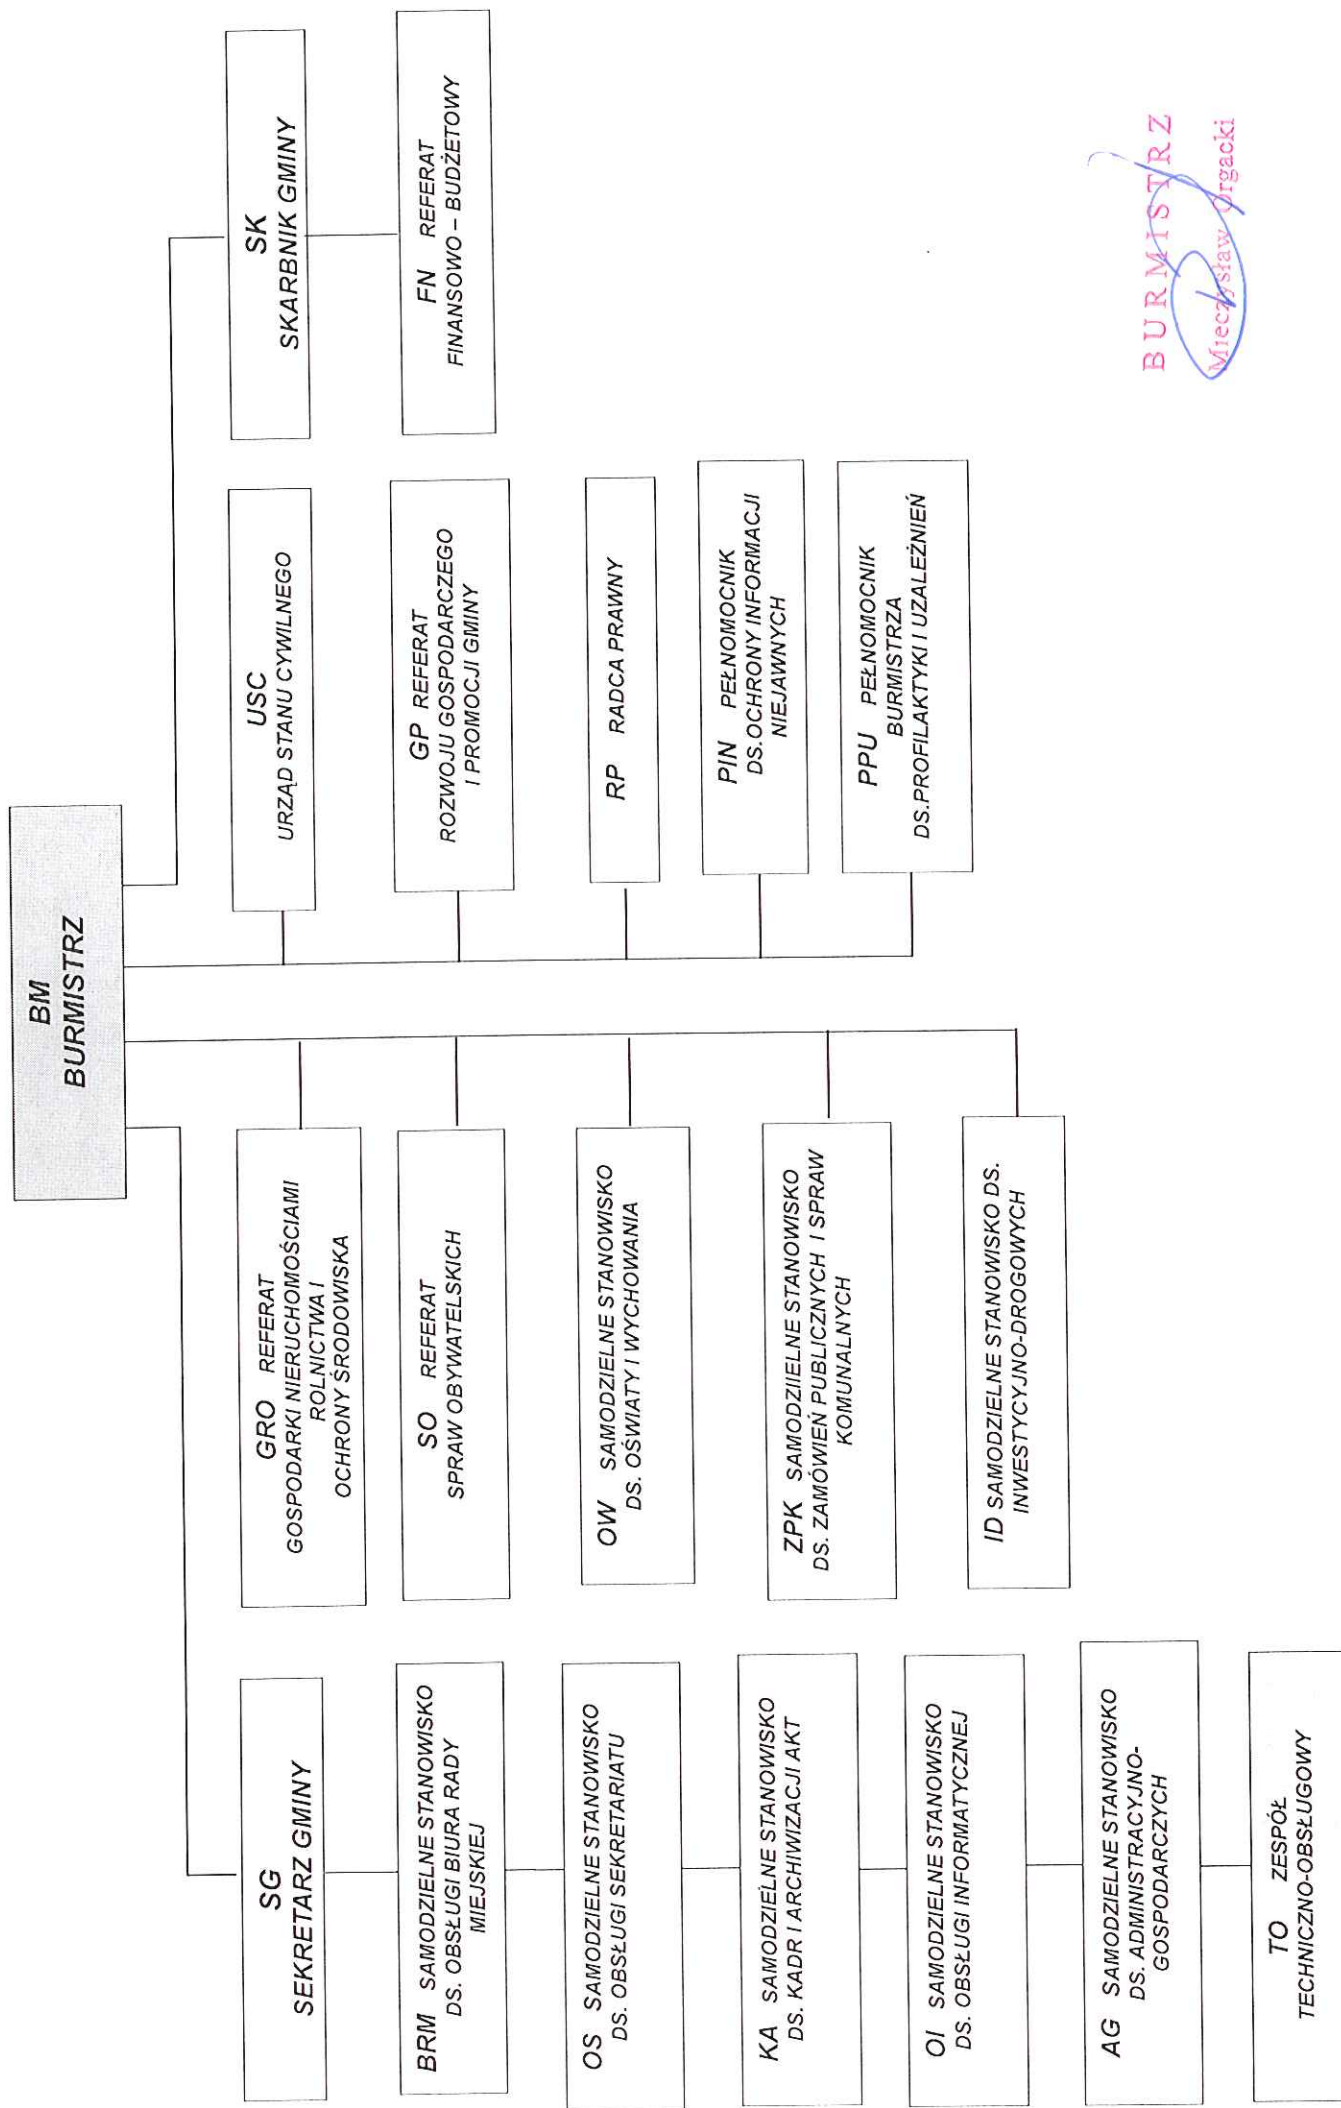 BM
BURMISTRZ
SG
SEKRETARZ GMINY
BRM SAMODZIELNE STANOWISKO
DS. OBSŁUGI BIURA RADY
MIEJSKIEJ
OS SAMODZIELNE STANOWISKO
DS. OBSŁUGI SEKRETARIATU
KA SAMODZIELNE STANOWISKO
DS. KADR I ARCHIWIZACJI AKT
OI SAMODZIELNE STANOWISKO
DS. OBSŁUGI INFORMATYCZNEJ
AG SAMODZIELNE STANOWISKO
DS. ADMINISTRACYJNO-
GOSPODARCZYCH
TO ZESPÓŁ
TECHNICZNO-OBSŁUGOWY
GRO REFERAT
GOSPODARKI NIERUCHOMOŚCIAMI
ROLNICTWA I
OCHRONY ŚRODOWISKA
SO REFERAT
SPRAW OBYWATELSKICH
OW SAMODZIELNE STANOWISKO
DS. OŚWIATY I WYCHOWANIA
ZPK SAMODZIIELNE STANOWISKO
DS. ZAMÓWIEŃ PUBLICZNYCH I SPRAW
KOMUNALNYCH
ID SAMODZIELNE STANOWISKO DS.
INWESTYCYJNO-DROGOWYCH
USC
URZĄD STANU CYWILNEGO
GP REFERAT
ROZWOJU GOSPODARCZEGO
I PROMOCJI GMINY
RP RADCA PRAWNY
PIN PEŁNOMOCNIK
DS.OCHRONY INFORMACJI
NIEJAWNYCH
PPU PEŁNOMOCNIK
BURMISTRZA
DS.PROFILAKTYKI I UZALEŻNIEŃ
SK
SKARBNIK GMINY
FN REFERAT
FINANSOWO – BUDŻETOWY
BURMISTRZ
Mieczysław Orgacki